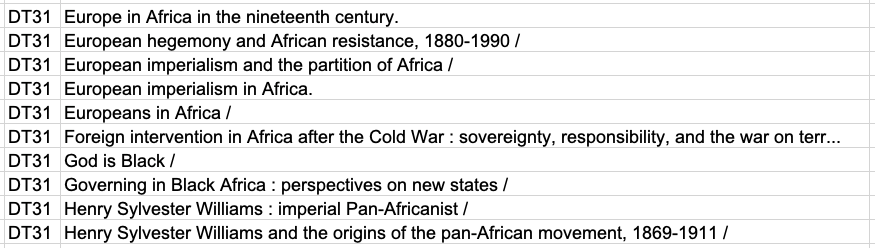 DT31 Europe in Africa in the nineteenth century.
DT31 European hegemony and African resistance, 1880-1990 /
DT31 European imperialism and the partition of Africa /
DT31 European imperialism in Africa.
DT31 Europeans in Africa /
DT31 Foreign intervention in Africa after the Cold War : sovereignty, responsibility, and the war on terr...
DT31 God is Black /
DT31 Governing in Black Africa : perspectives on new states /
DT31 Henry Sylvester Williams : imperial Pan-Africanist /
DT31 Henry Sylvester Williams and the origins of the pan-African movement, 1869-1911 /